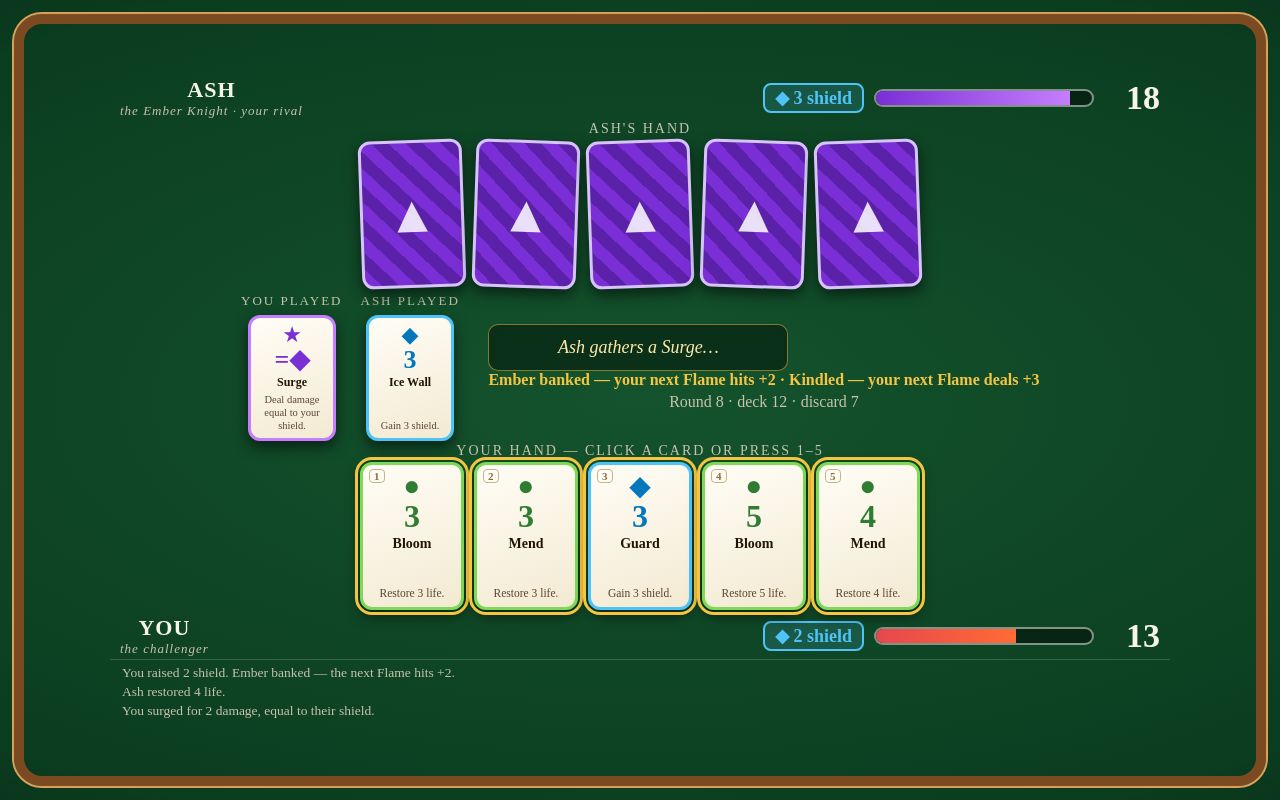 ASH
the Ember Knight · your rival
◆ 3 shield
18
ASH'S HAND
YOU PLAYED
ASH PLAYED
★
=◆
Surge
Deal damage
equal to your
shield.
◆
3
Ice Wall
Gain 3 shield.
Ash gathers a Surge…
Ember banked — your next Flame hits +2 · Kindled — your next Flame deals +3
Round 8 · deck 12 · discard 7
YOUR HAND — CLICK A CARD OR PRESS 1–5
1
●
3
Bloom
Restore 3 life.
2
●
3
Mend
Restore 3 life.
3
◆
3
Guard
Gain 3 shield.
4
●
5
Bloom
Restore 5 life.
5
●
4
Mend
Restore 4 life.
YOU
the challenger
◆ 2 shield
13
You raised 2 shield. Ember banked — the next Flame hits +2.
Ash restored 4 life.
You surged for 2 damage, equal to their shield.